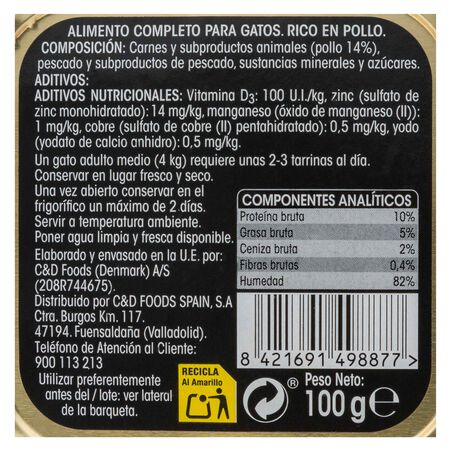 ALIMENTO COMPLETO PARA GATOS. RICO EN POLLO.
COMPOSICIÓN: Carnes y subproductos animales (pollo 14%),
pescado y subproductos de pescado, sustancias minerales y azúcares.
ADITIVOS:
ADITIVOS NUTRICIONALES: Vitamina D3: 100 U.I./kg, zinc (sulfato de
zinc monohidratado): 14 mg/kg, manganeso (óxido de manganeso (II)):
1 mg/kg, cobre (sulfato de cobre (II) pentahidratado): 0,5 mg/kg, yodo
(yodato de calcio anhidro): 0,5 mg/kg.
Un gato adulto medio (4 kg) requiere unas 2-3 tarrinas al día.
Conservar en lugar fresco y seco.
Una vez abierto conservar en el
frigorífico un máximo de 2 días.
Servir a temperatura ambiente.
Poner agua limpia y fresca disponible.
Elaborado y envasado en la U.E. por:
C&D Foods (Denmark) A/S
(208R744675).
Distribuido por C&D FOODS SPAIN, S.A
Ctra. Burgos Km. 117.
47194. Fuensaldaña (Valladolid).
Teléfono de Atención al Cliente:
900 113 213
Utilizar preferentemente
antes del / lote: ver lateral
de la barqueta.
COMPONENTES ANALÍTICOS
Proteína bruta 10%
Grasa bruta 5%
Ceniza bruta 2%
Fibras brutas 0,4%
Humedad 82%
8 421691 498877 >
RECICLA
Al Amarillo
®
Peso Neto:
100 g e